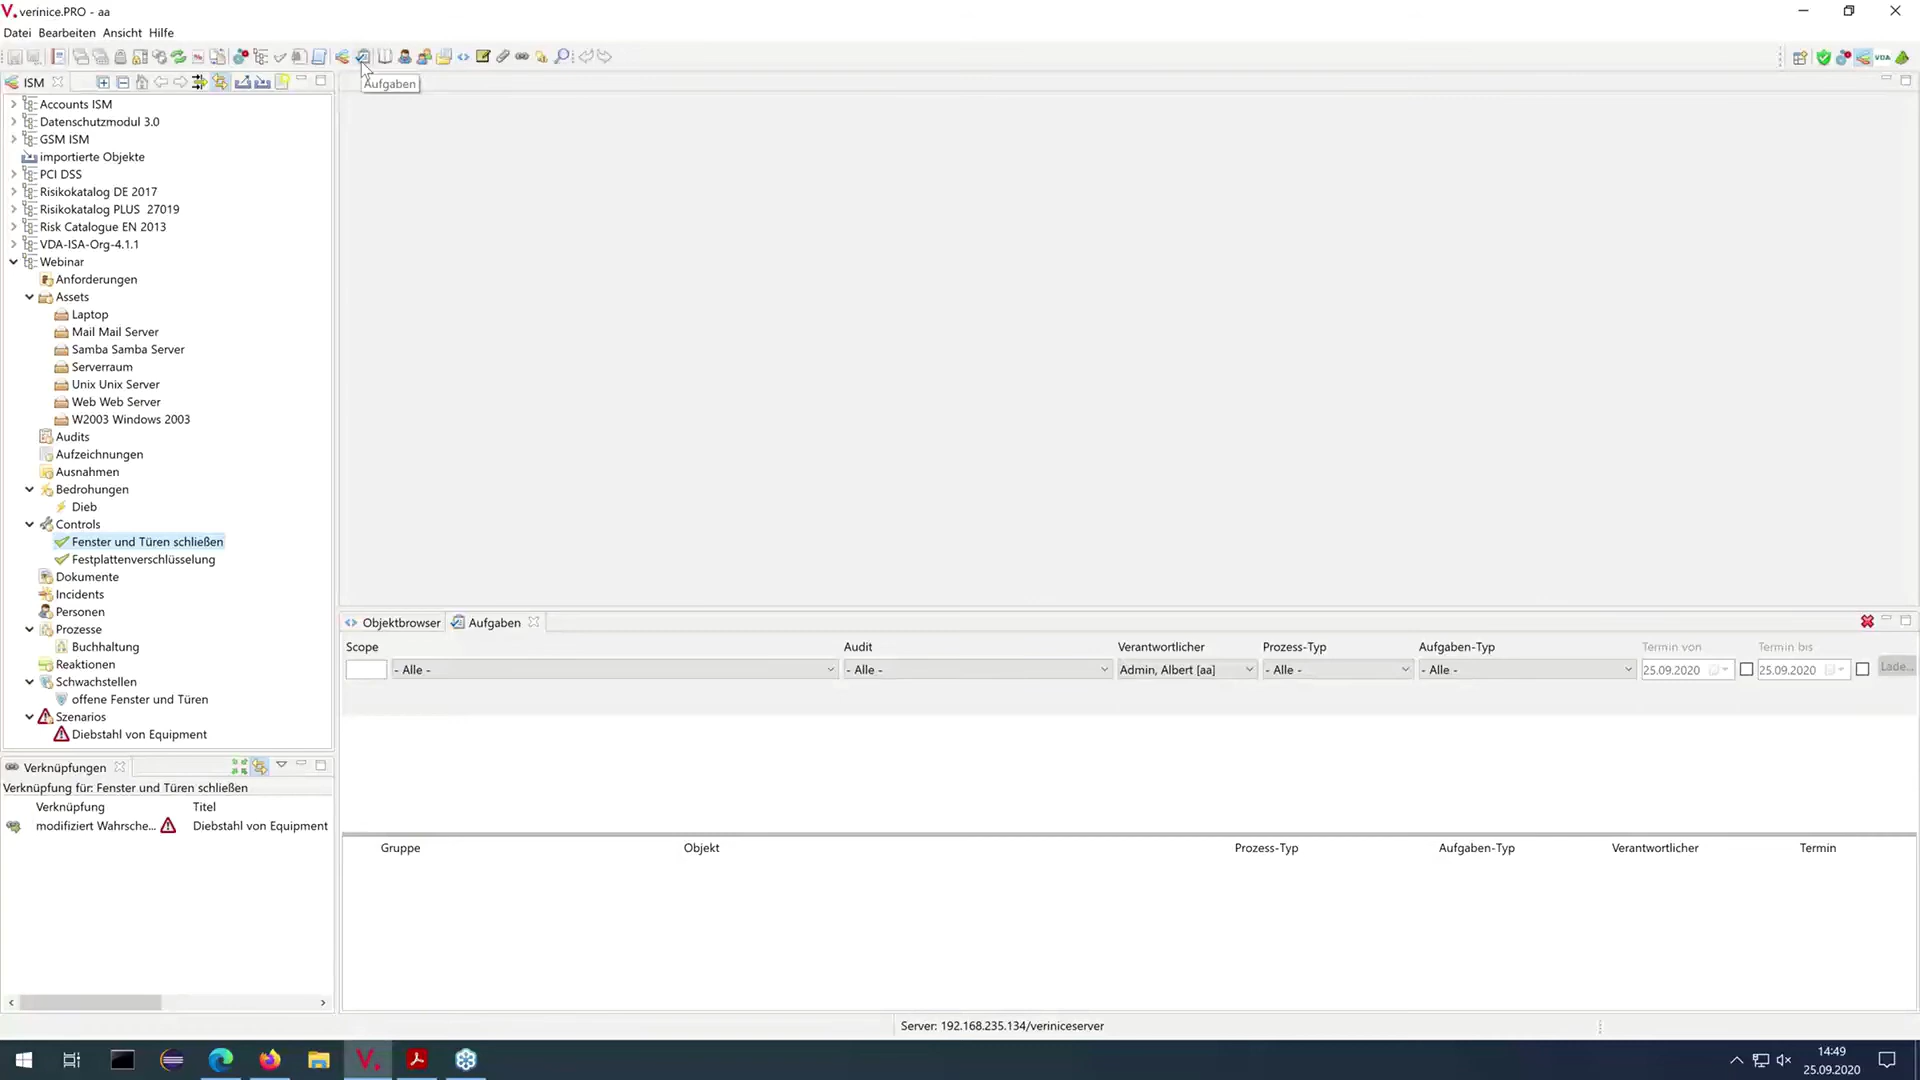 verinice.PRO - aa
Datei Bearbeiten Ansicht Hilfe
VDA
Aufgaben
ISM
Accounts ISM
Datenschutzmodul 3.0
GSM ISM
importierte Objekte
PCI DSS
Risikokatalog DE 2017
Risikokatalog PLUS 27019
Risk Catalogue EN 2013
VDA-ISA-Org-4.1.1
Webinar
Anforderungen
Assets
Laptop
Mail Mail Server
Samba Samba Server
Serverraum
Unix Unix Server
Web Web Server
W2003 Windows 2003
Audits
Aufzeichnungen
Ausnahmen
Bedrohungen
Dieb
Controls
Fenster und Türen schließen
Festplattenverschlüsselung
Dokumente
Incidents
Personen
Prozesse
Buchhaltung
Reaktionen
Schwachstellen
offene Fenster und Türen
Szenarios
Diebstahl von Equipment
Verknüpfungen
Verknüpfung für: Fenster und Türen schließen
Verknüpfung Titel
modifiziert Wahrsche... Diebstahl von Equipment
Objektbrowser Aufgaben
Scope Audit Verantwortlicher Prozess-Typ Aufgaben-Typ Termin von Termin bis
- Alle - - Alle - Admin, Albert [aa] - Alle - - Alle - 25.09.2020 25.09.2020 Lade...
Gruppe Objekt Prozess-Typ Aufgaben-Typ Verantwortlicher Termin
Server: 192.168.235.134/veriniceserver
14:49
25.09.2020